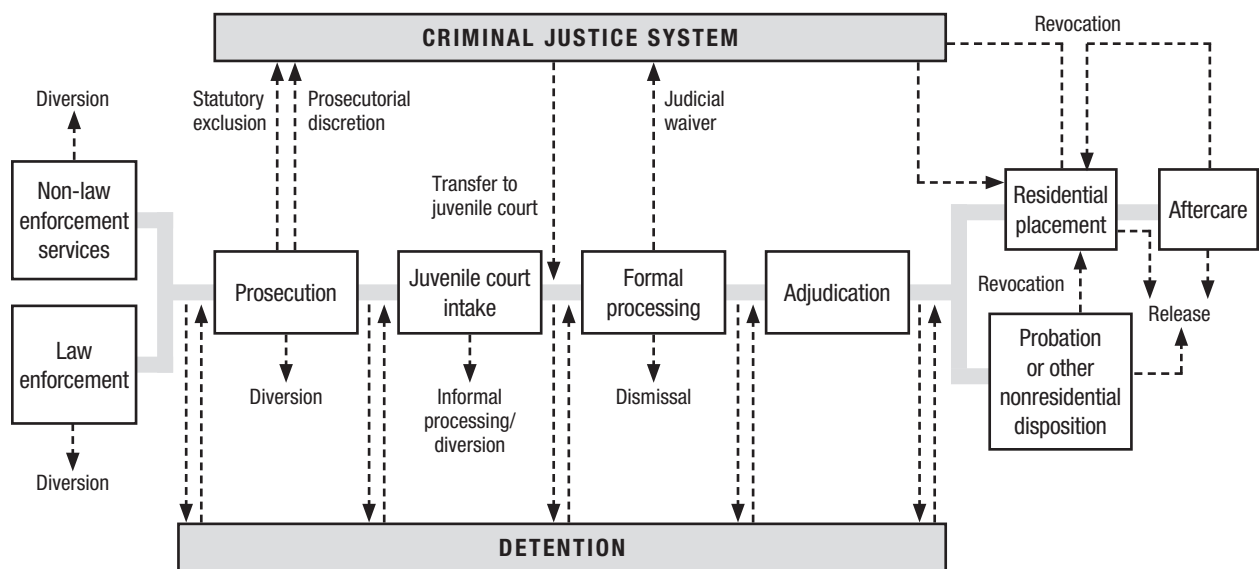 CRIMINAL JUSTICE SYSTEM
Revocation
Diversion
Statutory
exclusion
Prosecutorial
discretion
Judicial
waiver
Non-law
enforcement
services
Transfer to
juvenile court
Residential
placement
Aftercare
Prosecution
Juvenile court
intake
Formal
processing
Adjudication
Revocation
Release
Law
enforcement
Diversion
Informal
processing/
diversion
Dismissal
Probation
or other
nonresidential
disposition
Diversion
DETENTION